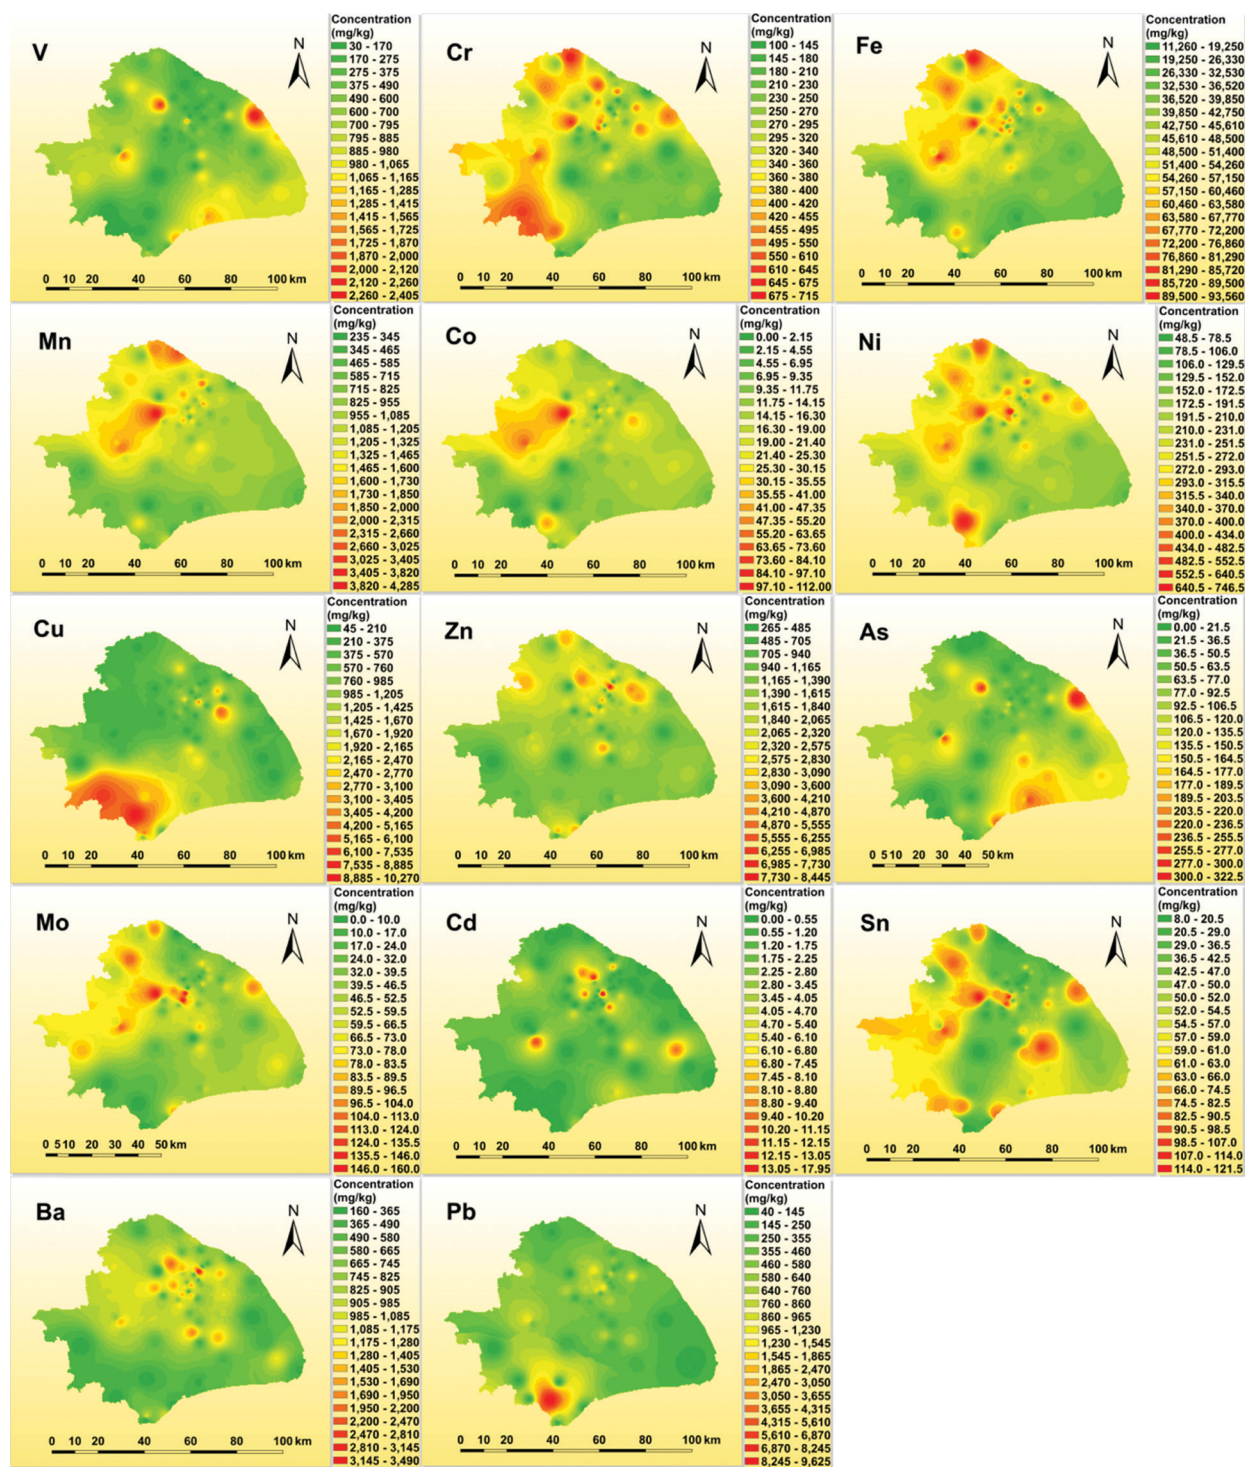 V
N
Concentration
(mg/kg)
30 - 170
170 - 275
275 - 375
375 - 490
490 - 600
600 - 700
700 - 795
795 - 885
885 - 980
980 - 1,065
1,065 - 1,165
1,165 - 1,285
1,285 - 1,415
1,415 - 1,565
1,565 - 1,725
1,725 - 1,870
1,870 - 2,000
2,000 - 2,120
2,120 - 2,260
2,260 - 2,405
0 10 20 40 60 80 100 km
Cr
N
Concentration
(mg/kg)
100 - 145
145 - 180
180 - 210
210 - 230
230 - 250
250 - 270
270 - 295
295 - 320
320 - 340
340 - 360
360 - 380
380 - 400
400 - 420
420 - 455
455 - 495
495 - 550
550 - 610
610 - 645
645 - 675
675 - 715
0 10 20 40 60 80 100 km
Fe
N
Concentration
(mg/kg)
11,260 - 19,250
19,250 - 26,330
26,330 - 32,530
32,530 - 36,520
36,520 - 39,850
39,850 - 42,750
42,750 - 45,610
45,610 - 48,500
48,500 - 51,400
51,400 - 54,260
54,260 - 57,150
57,150 - 60,460
60,460 - 63,580
63,580 - 67,770
67,770 - 72,200
72,200 - 76,860
76,860 - 81,290
81,290 - 85,720
85,720 - 89,500
89,500 - 93,560
0 10 20 40 60 80 100 km
Mn
N
Concentration
(mg/kg)
235 - 345
345 - 465
465 - 585
585 - 715
715 - 825
825 - 955
955 - 1,085
1,085 - 1,205
1,205 - 1,325
1,325 - 1,465
1,465 - 1,600
1,600 - 1,730
1,730 - 1,850
1,850 - 2,000
2,000 - 2,315
2,315 - 2,660
2,660 - 3,025
3,025 - 3,405
3,405 - 3,820
3,820 - 4,285
0 10 20 40 60 80 100 km
Co
N
Concentration
(mg/kg)
0.00 - 2.15
2.15 - 4.55
4.55 - 6.95
6.95 - 9.35
9.35 - 11.75
11.75 - 14.15
14.15 - 16.30
16.30 - 19.00
19.00 - 21.40
21.40 - 25.30
25.30 - 30.15
30.15 - 35.55
35.55 - 41.00
41.00 - 47.35
47.35 - 55.20
55.20 - 63.65
63.65 - 73.60
73.60 - 84.10
84.10 - 97.10
97.10 - 112.00
0 10 20 40 60 80 100 km
Ni
N
Concentration
(mg/kg)
48.5 - 78.5
78.5 - 106.0
106.0 - 129.5
129.5 - 152.0
152.0 - 172.5
172.5 - 191.5
191.5 - 210.0
210.0 - 231.0
231.0 - 251.5
251.5 - 272.0
272.0 - 293.0
293.0 - 315.5
315.5 - 340.0
340.0 - 370.0
370.0 - 400.0
400.0 - 434.0
434.0 - 482.5
482.5 - 552.5
552.5 - 640.5
640.5 - 746.5
0 10 20 40 60 80 100 km
Cu
N
Concentration
(mg/kg)
45 - 210
210 - 375
375 - 570
570 - 760
760 - 985
985 - 1,205
1,205 - 1,425
1,425 - 1,670
1,670 - 1,920
1,920 - 2,165
2,165 - 2,470
2,470 - 2,770
2,770 - 3,100
3,100 - 3,405
3,405 - 4,200
4,200 - 5,165
5,165 - 6,100
6,100 - 7,535
7,535 - 8,885
8,885 - 10,270
0 10 20 40 60 80 100 km
Zn
N
Concentration
(mg/kg)
265 - 485
485 - 705
705 - 940
940 - 1,165
1,165 - 1,390
1,390 - 1,615
1,615 - 1,840
1,840 - 2,065
2,065 - 2,320
2,320 - 2,575
2,575 - 2,830
2,830 - 3,090
3,090 - 3,600
3,600 - 4,210
4,210 - 4,870
4,870 - 5,555
5,555 - 6,255
6,255 - 6,985
6,985 - 7,730
7,730 - 8,445
0 10 20 40 60 80 100 km
As
N
Concentration
(mg/kg)
0.00 - 21.5
21.5 - 36.5
36.5 - 50.5
50.5 - 63.5
63.5 - 77.0
77.0 - 92.5
92.5 - 106.5
106.5 - 120.0
120.0 - 135.5
135.5 - 150.5
150.5 - 164.5
164.5 - 177.0
177.0 - 189.5
189.5 - 203.5
203.5 - 220.0
220.0 - 236.5
236.5 - 255.5
255.5 - 277.0
277.0 - 300.0
300.0 - 322.5
0 5 10 20 30 40 50 km
Mo
N
Concentration
(mg/kg)
0.0 - 10.0
10.0 - 17.0
17.0 - 24.0
24.0 - 32.0
32.0 - 39.5
39.5 - 46.5
46.5 - 52.5
52.5 - 59.5
59.5 - 66.5
66.5 - 73.0
73.0 - 78.0
78.0 - 83.5
83.5 - 89.5
89.5 - 96.5
96.5 - 104.0
104.0 - 113.0
113.0 - 124.0
124.0 - 135.5
135.5 - 146.0
146.0 - 160.0
0 5 10 20 30 40 50 km
Cd
N
Concentration
(mg/kg)
0.00 - 0.55
0.55 - 1.20
1.20 - 1.75
1.75 - 2.25
2.25 - 2.80
2.80 - 3.45
3.45 - 4.05
4.05 - 4.70
4.70 - 5.40
5.40 - 6.10
6.10 - 6.80
6.80 - 7.45
7.45 - 8.10
8.10 - 8.80
8.80 - 9.40
9.40 - 10.20
10.20 - 11.15
11.15 - 12.15
12.15 - 13.05
13.05 - 17.95
0 10 20 40 60 80 100 km
Sn
N
Concentration
(mg/kg)
8.0 - 20.5
20.5 - 29.0
29.0 - 36.5
36.5 - 42.5
42.5 - 47.0
47.0 - 50.0
50.0 - 52.0
52.0 - 54.5
54.5 - 57.0
57.0 - 59.0
59.0 - 61.0
61.0 - 63.0
63.0 - 66.0
66.0 - 74.5
74.5 - 82.5
82.5 - 90.5
90.5 - 98.5
98.5 - 107.0
107.0 - 114.0
114.0 - 121.5
0 10 20 40 60 80 100 km
Ba
N
Concentration
(mg/kg)
160 - 365
365 - 490
490 - 580
580 - 665
665 - 745
745 - 825
825 - 905
905 - 985
985 - 1,085
1,085 - 1,175
1,175 - 1,280
1,280 - 1,405
1,405 - 1,530
1,530 - 1,690
1,690 - 1,950
1,950 - 2,200
2,200 - 2,470
2,470 - 2,810
2,810 - 3,145
3,145 - 3,490
0 10 20 40 60 80 100 km
Pb
N
Concentration
(mg/kg)
40 - 145
145 - 250
250 - 355
355 - 460
460 - 580
580 - 640
640 - 760
760 - 860
860 - 965
965 - 1,230
1,230 - 1,545
1,545 - 1,865
1,865 - 2,470
2,470 - 3,050
3,050 - 3,655
3,655 - 4,315
4,315 - 5,610
5,610 - 6,870
6,870 - 8,245
8,245 - 9,625
0 10 20 40 60 80 100 km